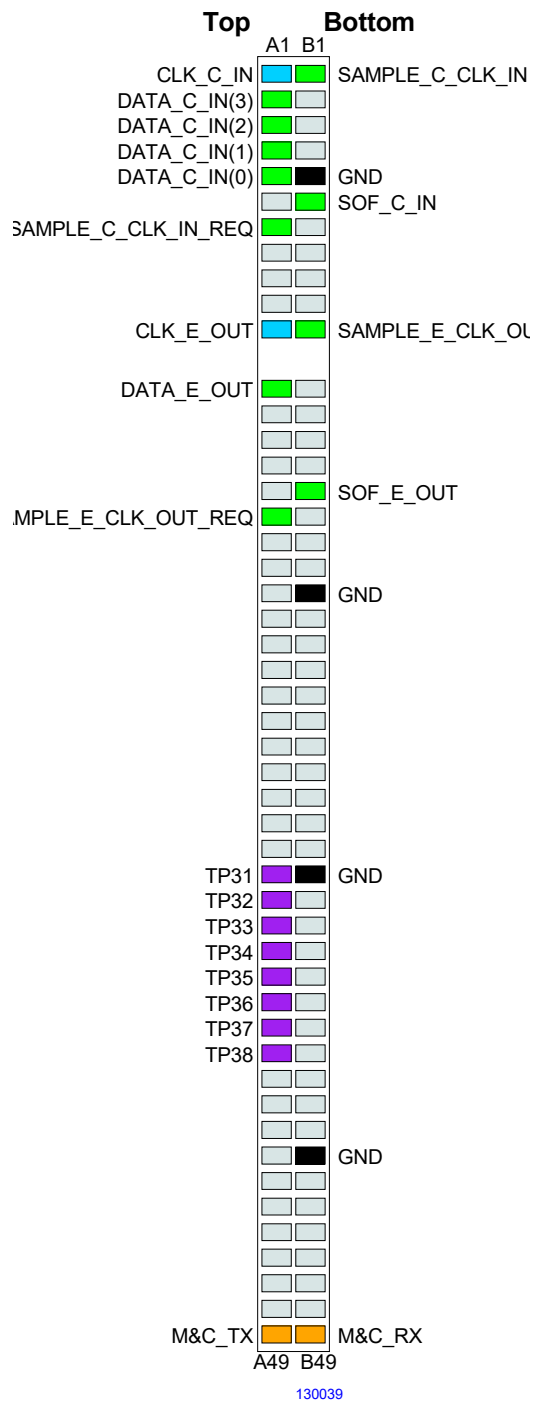 Top Bottom
A1 B1
CLK_C_IN SAMPLE_C_CLK_IN
DATA_C_IN(3)
DATA_C_IN(2)
DATA_C_IN(1)
DATA_C_IN(0) GND
SOF_C_IN
SAMPLE_C_CLK_IN_REQ
CLK_E_OUT SAMPLE_E_CLK_OU
DATA_E_OUT
SOF_E_OUT
AMPLE_E_CLK_OUT_REQ
GND
TP31 GND
TP32
TP33
TP34
TP35
TP36
TP37
TP38
GND
M&C_TX M&C_RX
A49 B49
130039